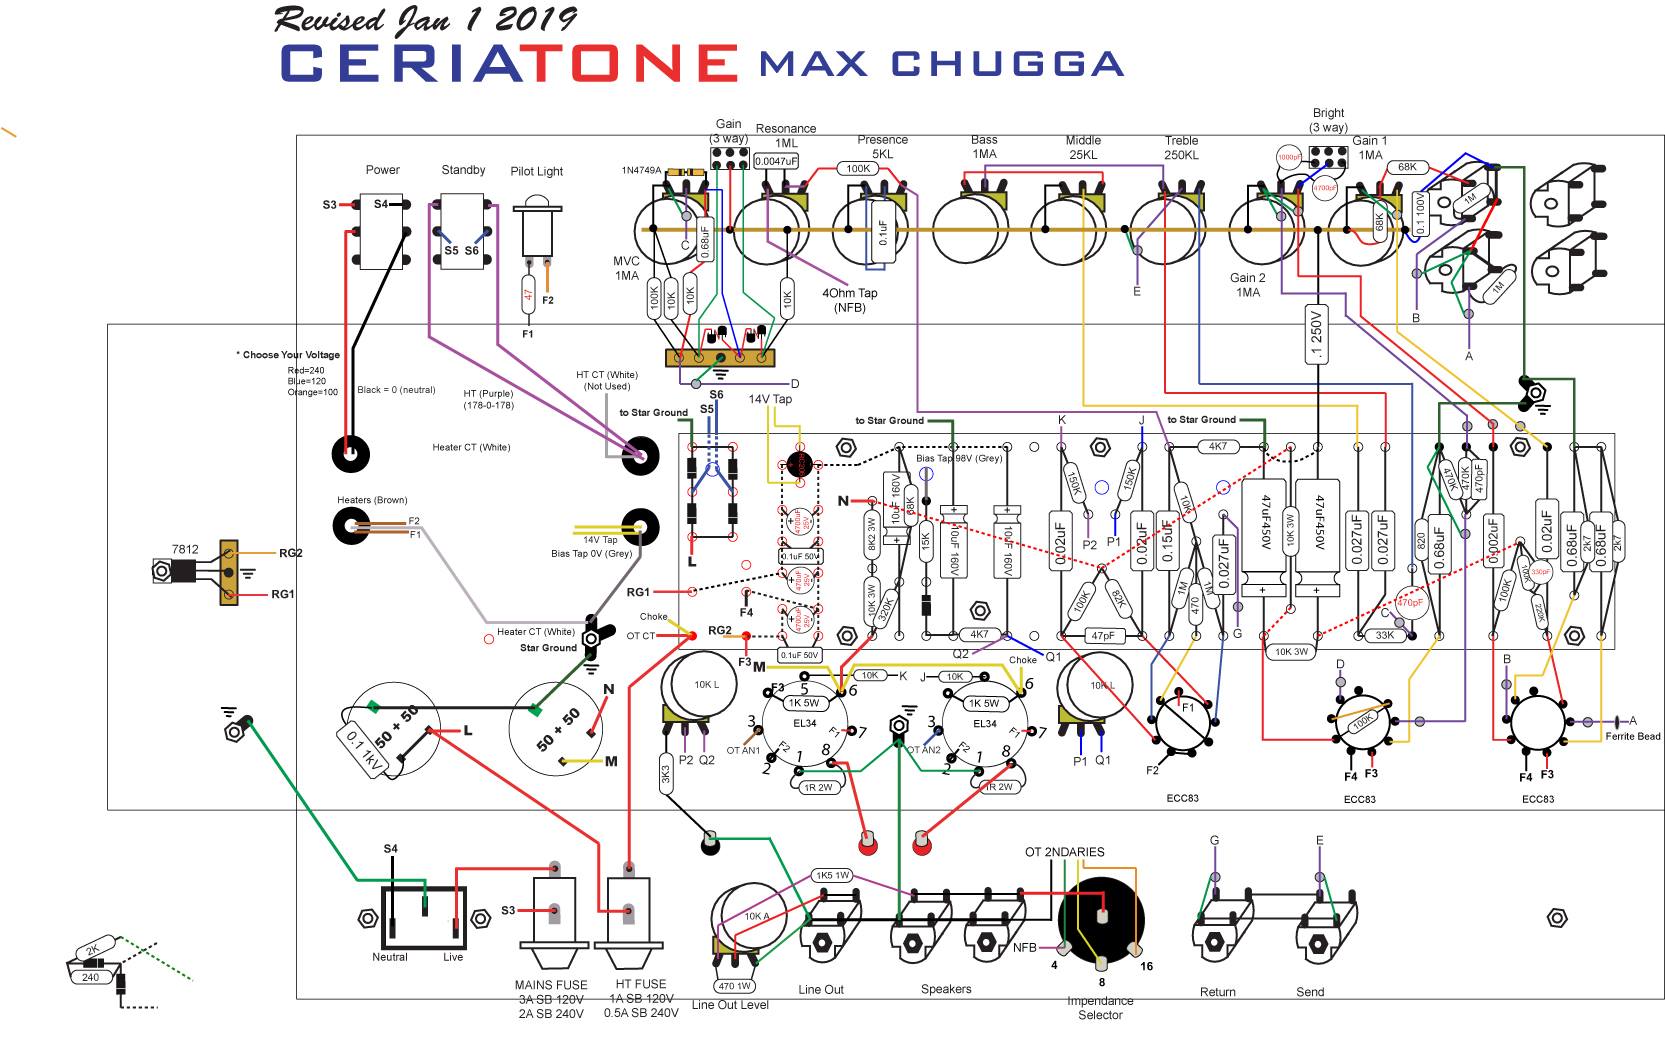 Revised Jan 1 2019
CERIATONE MAX CHUGGA
Power
Standby
Pilot Light
S3
S4
S5 S6
47
F2
F1
1N4749A
Gain
(3 way)
Resonance
1ML
0.0047uF
100K
Presence
5KL
Bass
1MA
Middle
25KL
Treble
250KL
Bright
(3 way)
1000pF
4700pF
Gain 1
1MA
68K
68K
0.1 100V
1M
1M
MVC
1MA
C
0.68uF
0.1uF
100K
10K
10K
10K
4Ohm Tap
(NFB)
E
Gain 2
1MA
.1 250V
B
A
* Choose Your Voltage
Red=240
Blue=120
Orange=100
Black = 0 (neutral)
HT (Purple)
(178-0-178)
HT CT (White)
(Not Used)
D
S6
S5
14V Tap
to Star Ground
to Star Ground
to Star Ground
K
J
Heater CT (White)
Heaters (Brown)
F2
F1
14V Tap
Bias Tap 0V (Grey)
Bias Tap 98V (Grey)
N
L
4700uF
25V
0.1uF 50V
470uF
25V
4700uF
25V
0.1uF 50V
8K2 3W
10uF 160V
68K
15K
10K 3W
320K
10uF 160V
10uF 160V
4K7
Q2
Q1
150K
150K
P2
P1
0.02uF
0.02uF
100K
82K
47pF
4K7
0.15uF
10K
1M
470
1M
0.027uF
G
47uF450V
10K 3W
47uF450V
10K 3W
0.027uF
0.027uF
470pF
C
33K
820
0.68uF
470K
470K
470pF
0.02uF
100K
330pF
220K
0.68uF
2k7
0.68uF
2k7
7812
RG2
RG1
RG1
F4
RG2
F3
Choke
OT CT
Heater CT (White)
Star Ground
50 + 50
0.1 1kV
L
50 + 50
N
M
10K L
P2 Q2
3K3
M
F3
5
6
1K 5W
EL34
3
OT AN1
F2
F1
7
2
1
8
1R 2W
10K
K
J
10K
Choke
6
1K 5W
EL34
3
OT AN2
F2
F1
7
2
1
8
1R 2W
10K L
P1 Q1
F1
F2
ECC83
D
100K
F4 F3
ECC83
B
A
Ferrite Bead
F4 F3
ECC83
S4
Neutral
Live
S3
MAINS FUSE
3A SB 120V
2A SB 240V
HT FUSE
1A SB 120V
0.5A SB 240V
10K A
470 1W
Line Out Level
1K5 1W
Line Out
Speakers
OT 2NDARIES
NFB
4
8
16
Impendance
Selector
G
E
Return
Send
2K
240